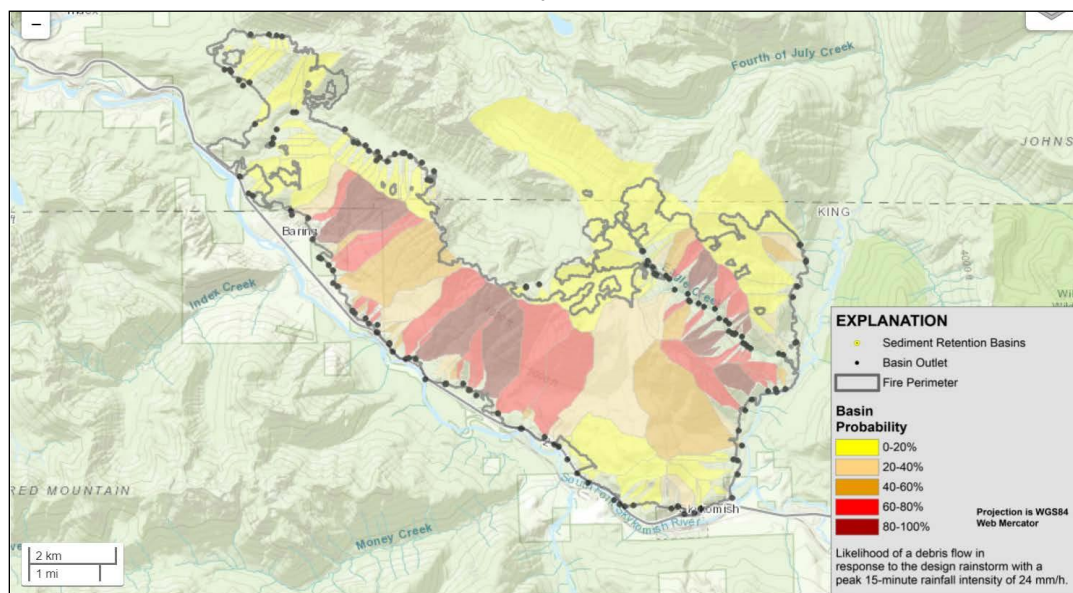 −
Fourth of July Creek
JOHNS
KING
Baring
Index Creek
EXPLANATION
Sediment Retention Basins
Basin Outlet
Fire Perimeter
Basin
Probability
0-20%
20-40%
40-60%
60-80%
80-100%
Projection is WGS84
Web Mercator
Likelihood of a debris flow in
response to the design rainstorm with a
peak 15-minute rainfall intensity of 24 mm/h.
RED MOUNTAIN
Money Creek
2 km
1 mi